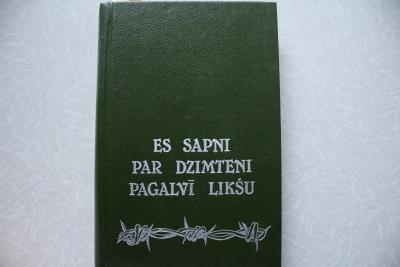 ES SAPNI
PAR DZIMTENI
PAGALVĪ LIKŠU